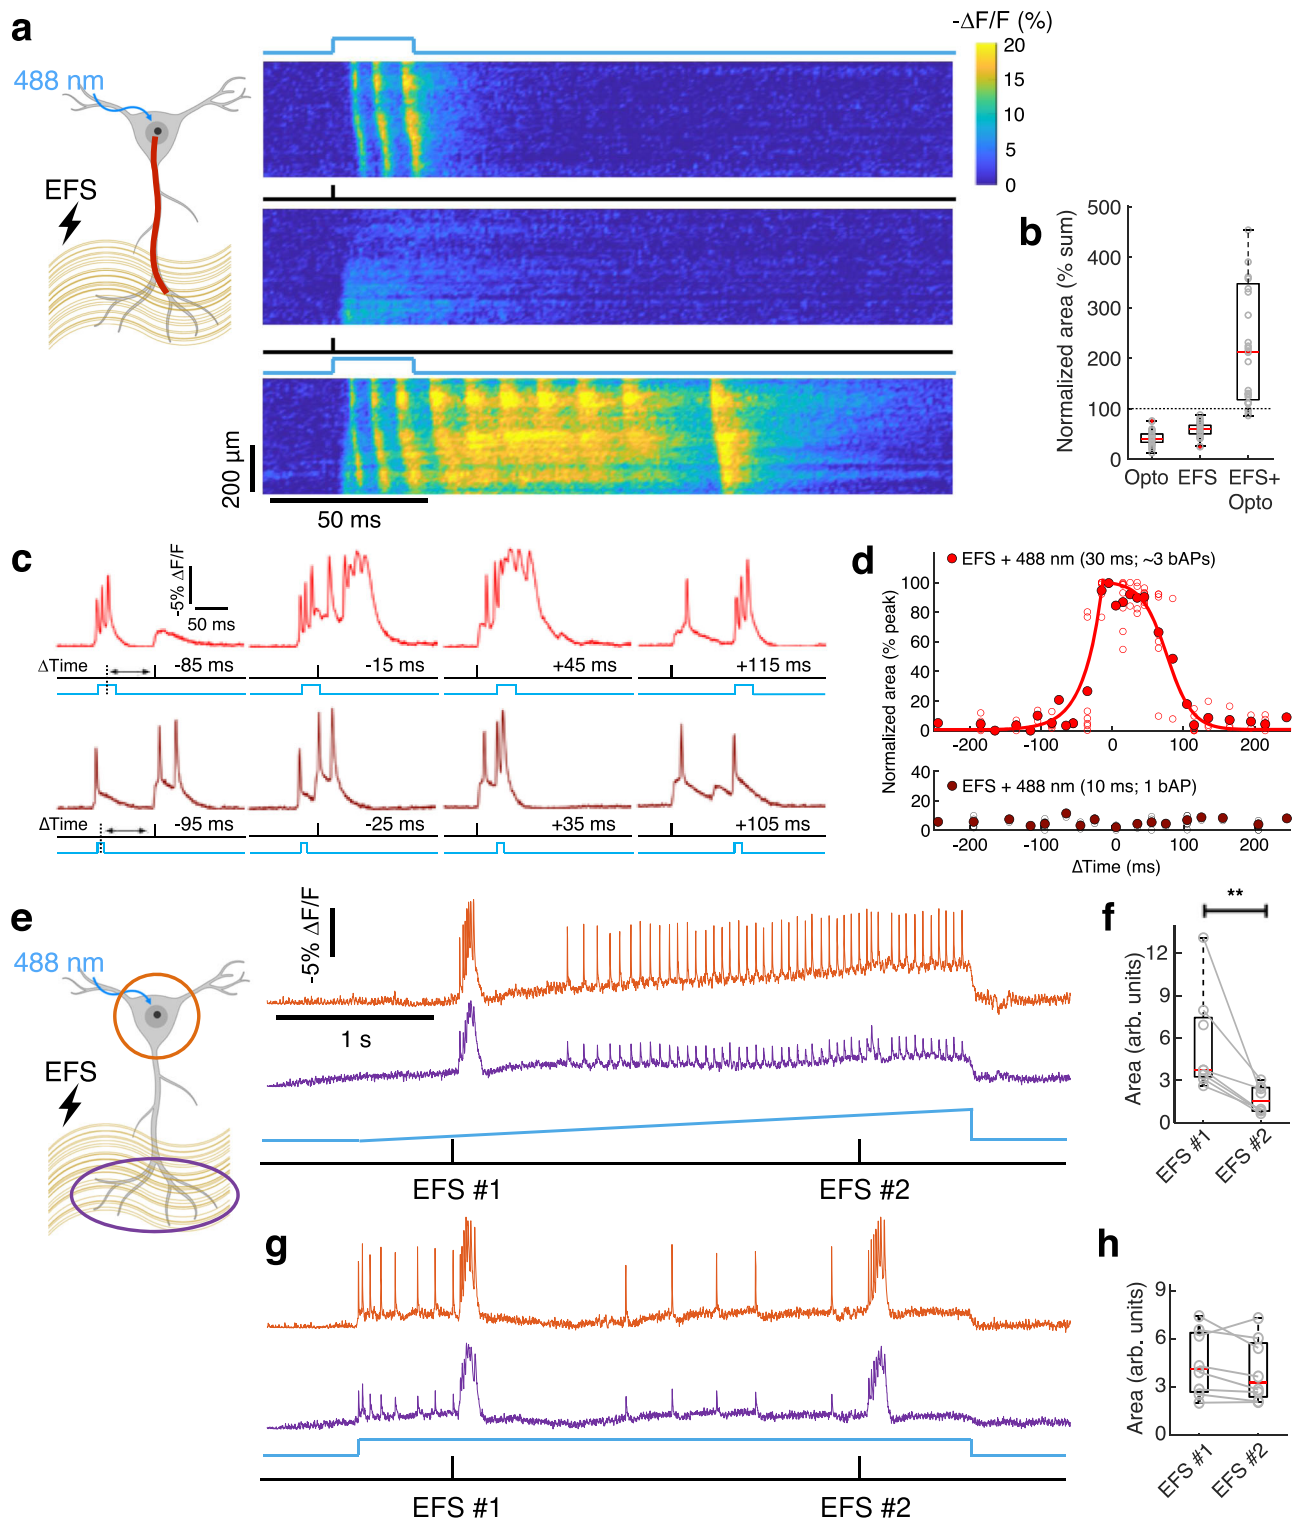 a
488 nm
EFS
-ΔF/F (%)
20
15
10
5
0
200 µm
50 ms
b
Normalized area (% sum)
500
400
300
200
100
0
Opto
EFS
EFS+
Opto
c
-5% ΔF/F
50 ms
ΔTime
-85 ms
-15 ms
+45 ms
+115 ms
ΔTime
-95 ms
-25 ms
+35 ms
+105 ms
d
EFS + 488 nm (30 ms; ~3 bAPs)
Normalized area (% peak)
100
80
60
40
20
0
-200
-100
0
100
200
40
20
0
EFS + 488 nm (10 ms; 1 bAP)
-200
-100
0
100
200
ΔTime (ms)
e
488 nm
EFS
-5% ΔF/F
1 s
EFS #1
EFS #2
f
**
Area (arb. units)
12
9
6
3
0
EFS #1
EFS #2
g
EFS #1
EFS #2
h
Area (arb. units)
9
6
3
0
EFS #1
EFS #2